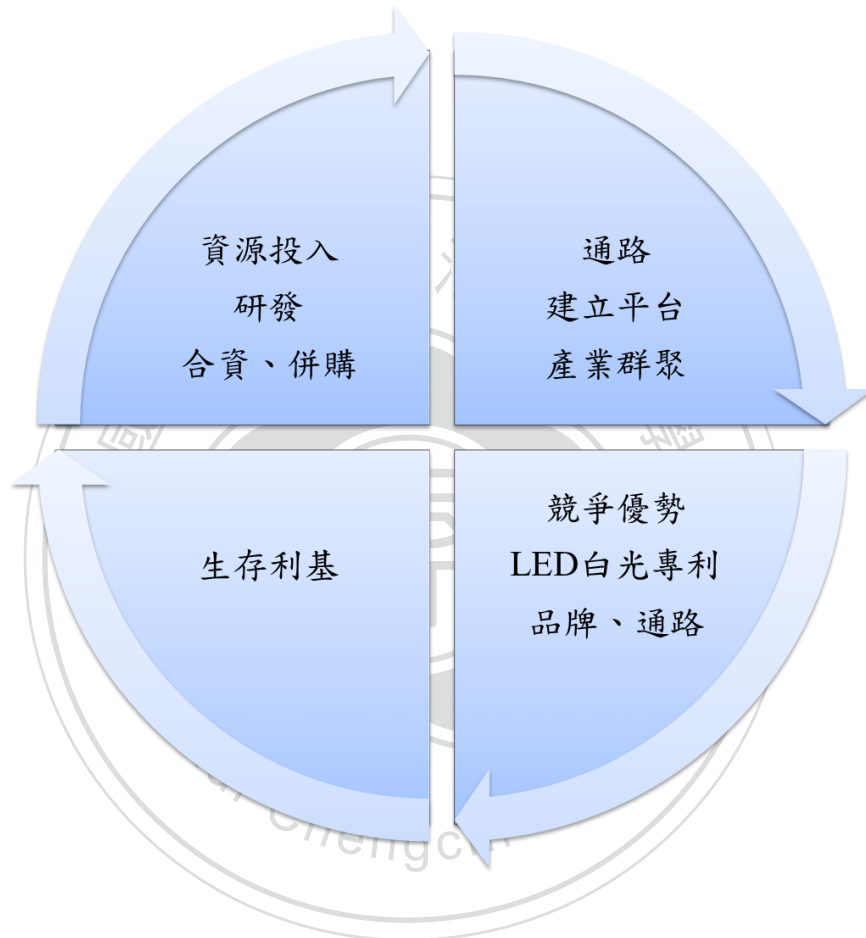 資源投入
研發
合資、併購
通路
建立平台
產業群聚
競爭優勢
LED白光專利
品牌、通路
生存利基
Chengch